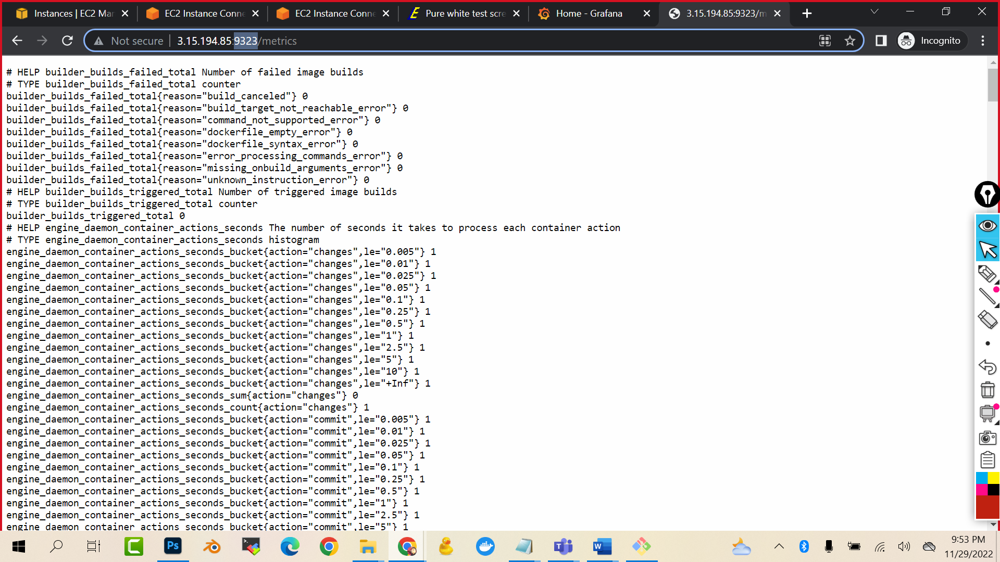 Instances | EC2 Mar
EC2 Instance Conne
EC2 Instance Conne
Pure white test scre
Home - Grafana
3.15.194.85:9323/m
Not secure
3.15.194.85:9323/metrics
Incognito
# HELP builder_builds_failed_total Number of failed image builds
# TYPE builder_builds_failed_total counter
builder_builds_failed_total{reason="build_canceled"} 0
builder_builds_failed_total{reason="build_target_not_reachable_error"} 0
builder_builds_failed_total{reason="command_not_supported_error"} 0
builder_builds_failed_total{reason="dockerfile_empty_error"} 0
builder_builds_failed_total{reason="dockerfile_syntax_error"} 0
builder_builds_failed_total{reason="error_processing_commands_error"} 0
builder_builds_failed_total{reason="missing_onbuild_arguments_error"} 0
builder_builds_failed_total{reason="unknown_instruction_error"} 0
# HELP builder_builds_triggered_total Number of triggered image builds
# TYPE builder_builds_triggered_total counter
builder_builds_triggered_total 0
# HELP engine_daemon_container_actions_seconds The number of seconds it takes to process each container action
# TYPE engine_daemon_container_actions_seconds histogram
engine_daemon_container_actions_seconds_bucket{action="changes",le="0.005"} 1
engine_daemon_container_actions_seconds_bucket{action="changes",le="0.01"} 1
engine_daemon_container_actions_seconds_bucket{action="changes",le="0.025"} 1
engine_daemon_container_actions_seconds_bucket{action="changes",le="0.05"} 1
engine_daemon_container_actions_seconds_bucket{action="changes",le="0.1"} 1
engine_daemon_container_actions_seconds_bucket{action="changes",le="0.25"} 1
engine_daemon_container_actions_seconds_bucket{action="changes",le="0.5"} 1
engine_daemon_container_actions_seconds_bucket{action="changes",le="1"} 1
engine_daemon_container_actions_seconds_bucket{action="changes",le="2.5"} 1
engine_daemon_container_actions_seconds_bucket{action="changes",le="5"} 1
engine_daemon_container_actions_seconds_bucket{action="changes",le="10"} 1
engine_daemon_container_actions_seconds_bucket{action="changes",le="+Inf"} 1
engine_daemon_container_actions_seconds_sum{action="changes"} 0
engine_daemon_container_actions_seconds_count{action="changes"} 1
engine_daemon_container_actions_seconds_bucket{action="commit",le="0.005"} 1
engine_daemon_container_actions_seconds_bucket{action="commit",le="0.01"} 1
engine_daemon_container_actions_seconds_bucket{action="commit",le="0.025"} 1
engine_daemon_container_actions_seconds_bucket{action="commit",le="0.05"} 1
engine_daemon_container_actions_seconds_bucket{action="commit",le="0.1"} 1
engine_daemon_container_actions_seconds_bucket{action="commit",le="0.25"} 1
engine_daemon_container_actions_seconds_bucket{action="commit",le="0.5"} 1
engine_daemon_container_actions_seconds_bucket{action="commit",le="1"} 1
engine_daemon_container_actions_seconds_bucket{action="commit",le="2.5"} 1
engine_daemon_container_actions_seconds_bucket{action="commit",le="5"} 1
Ps
9:53 PM
11/29/2022